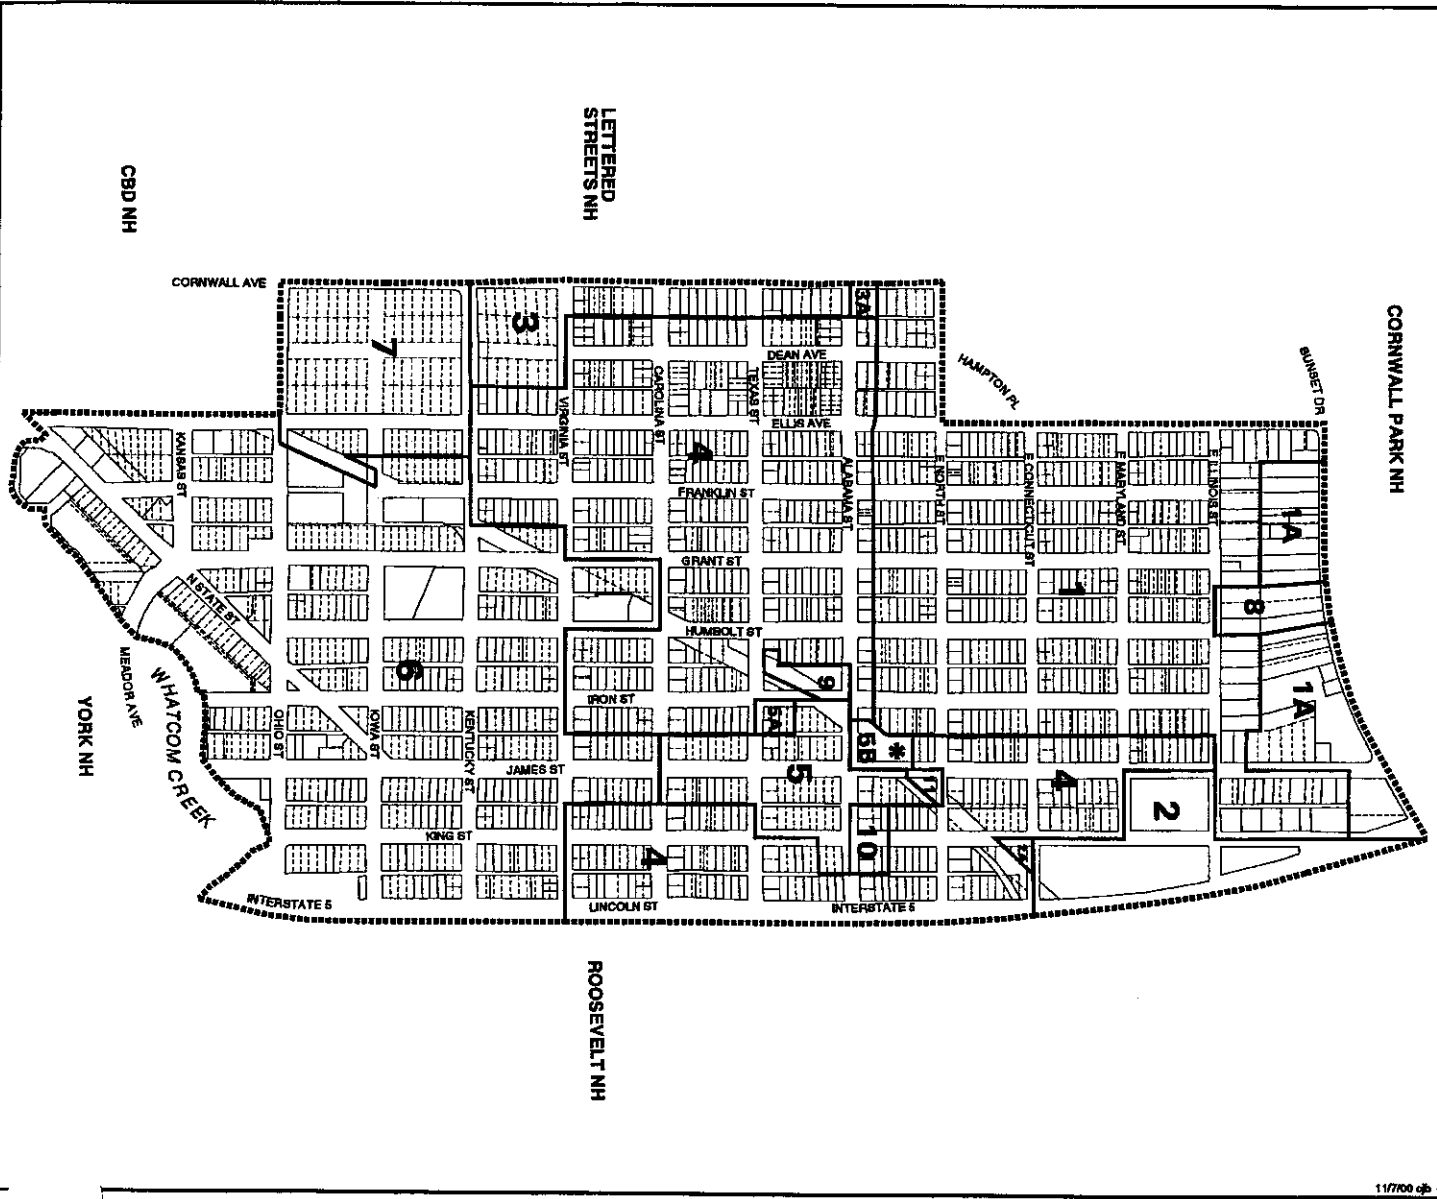 LETTERED
STREETS NH
CBD NH
CORNWALL PARK NH
SUNSET DR
HAMPTON PL
CORNWALL AVE
3
3A
7
DEAN AVE
CAROLINA ST
TEXAS ST
VIRGINIA ST
ELLIS AVE
KANSAS ST
4
ALABAMA ST
E NORTH ST
E CONNECTICUT ST
E MARYLAND ST
E ILLINOIS ST
FRANKLIN ST
1A
GRANT ST
N STATE ST
1
8
HUMBOLT ST
MEADOR AVE
WHATCOM CREEK
YORK NH
6
9
IRON ST
1A
5A
OHIO ST
IOWA ST
KENTUCKY ST
5B
*
JAMES ST
5
4
11
2
KING ST
10
4
INTERSTATE 5
LINCOLN ST
INTERSTATE 5
ROOSEVELT NH
11/7/00 cjb